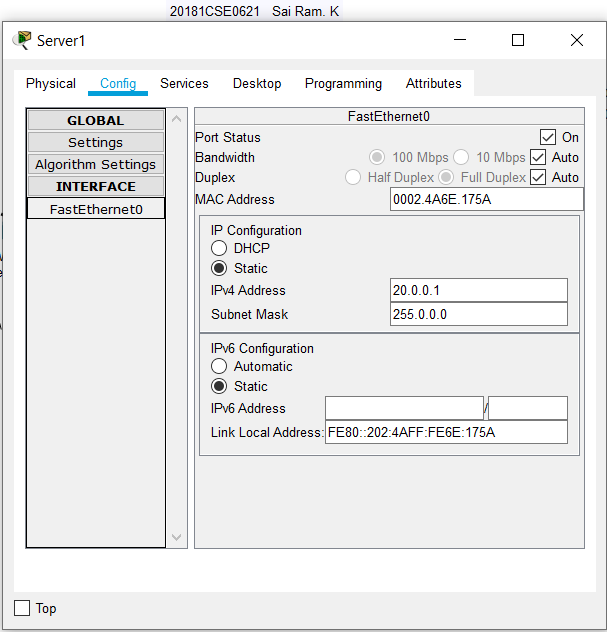 20181CSE0621 Sai Ram. K
Server1
Physical Config Services Desktop Programming Attributes
GLOBAL
Settings
Algorithm Settings
INTERFACE
FastEthernet0
FastEthernet0
Port Status On
Bandwidth 100 Mbps 10 Mbps Auto
Duplex Half Duplex Full Duplex Auto
MAC Address 0002.4A6E.175A
IP Configuration
DHCP
Static
IPv4 Address 20.0.0.1
Subnet Mask 255.0.0.0
IPv6 Configuration
Automatic
Static
IPv6 Address /
Link Local Address: FE80::202:4AFF:FE6E:175A
Top